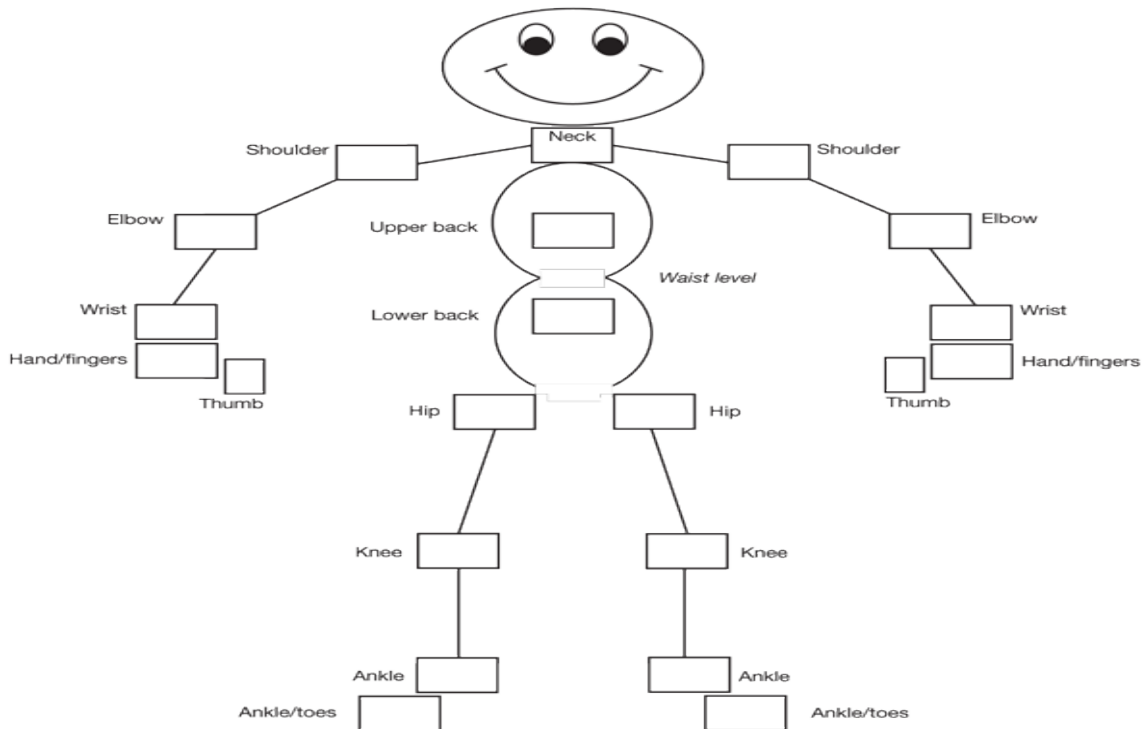 Neck
Shoulder
Shoulder
Elbow
Upper back
Elbow
Waist level
Wrist
Lower back
Wrist
Hand/fingers
Hand/fingers
Thumb
Thumb
Hip
Hip
Knee
Knee
Ankle
Ankle
Ankle/toes
Ankle/toes